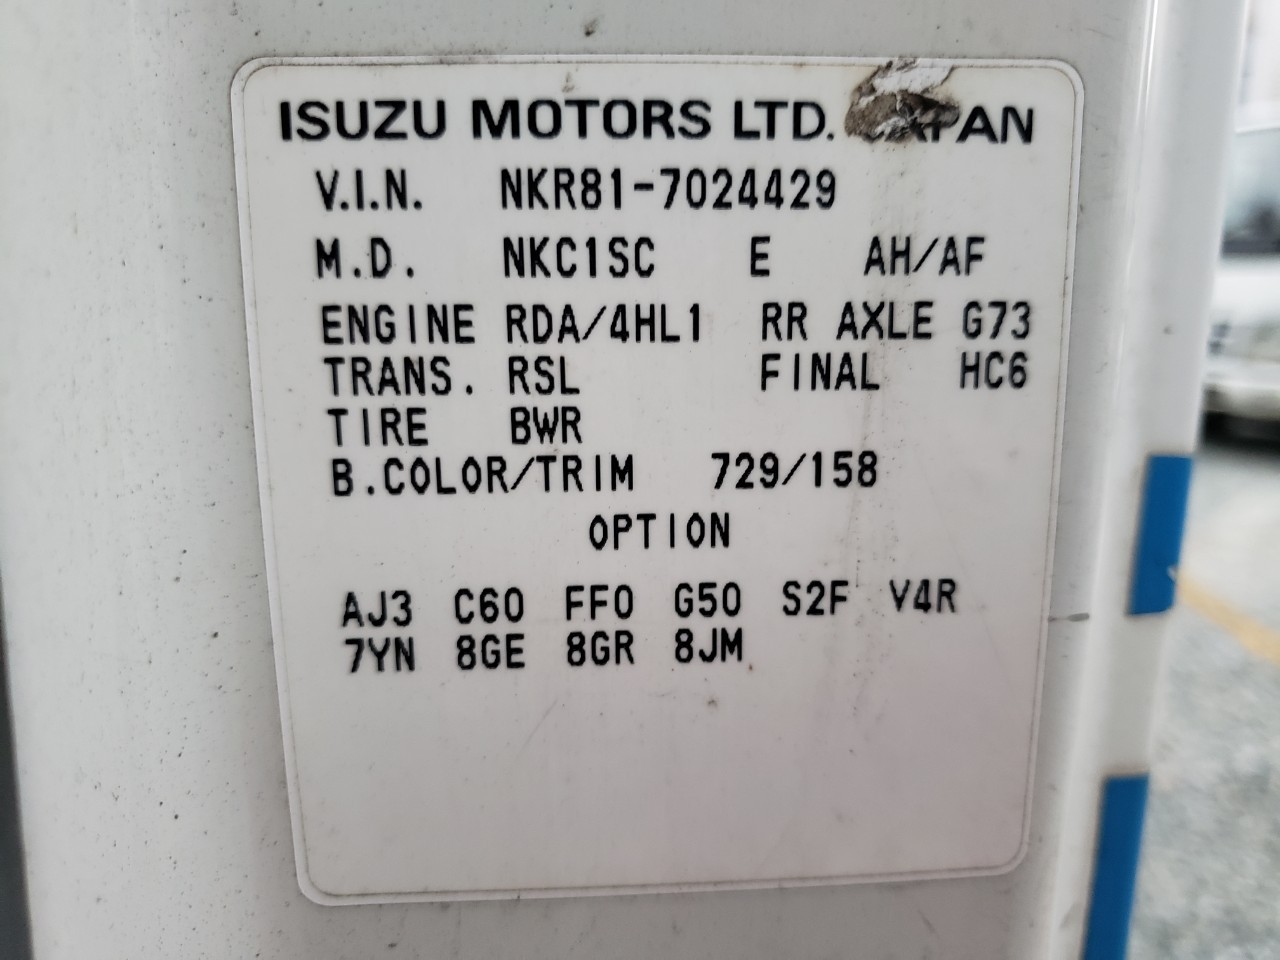 ISUZU MOTORS LTD. JAPAN
V.I.N. NKR81-7024429
M.D. NKC1SC E AH/AF
ENGINE RDA/4HL1 RR AXLE G73
TRANS. RSL FINAL HC6
TIRE BWR
B.COLOR/TRIM 729/158
OPTION
AJ3 C60 FF0 G50 S2F V4R
7YN 8GE 8GR 8JM